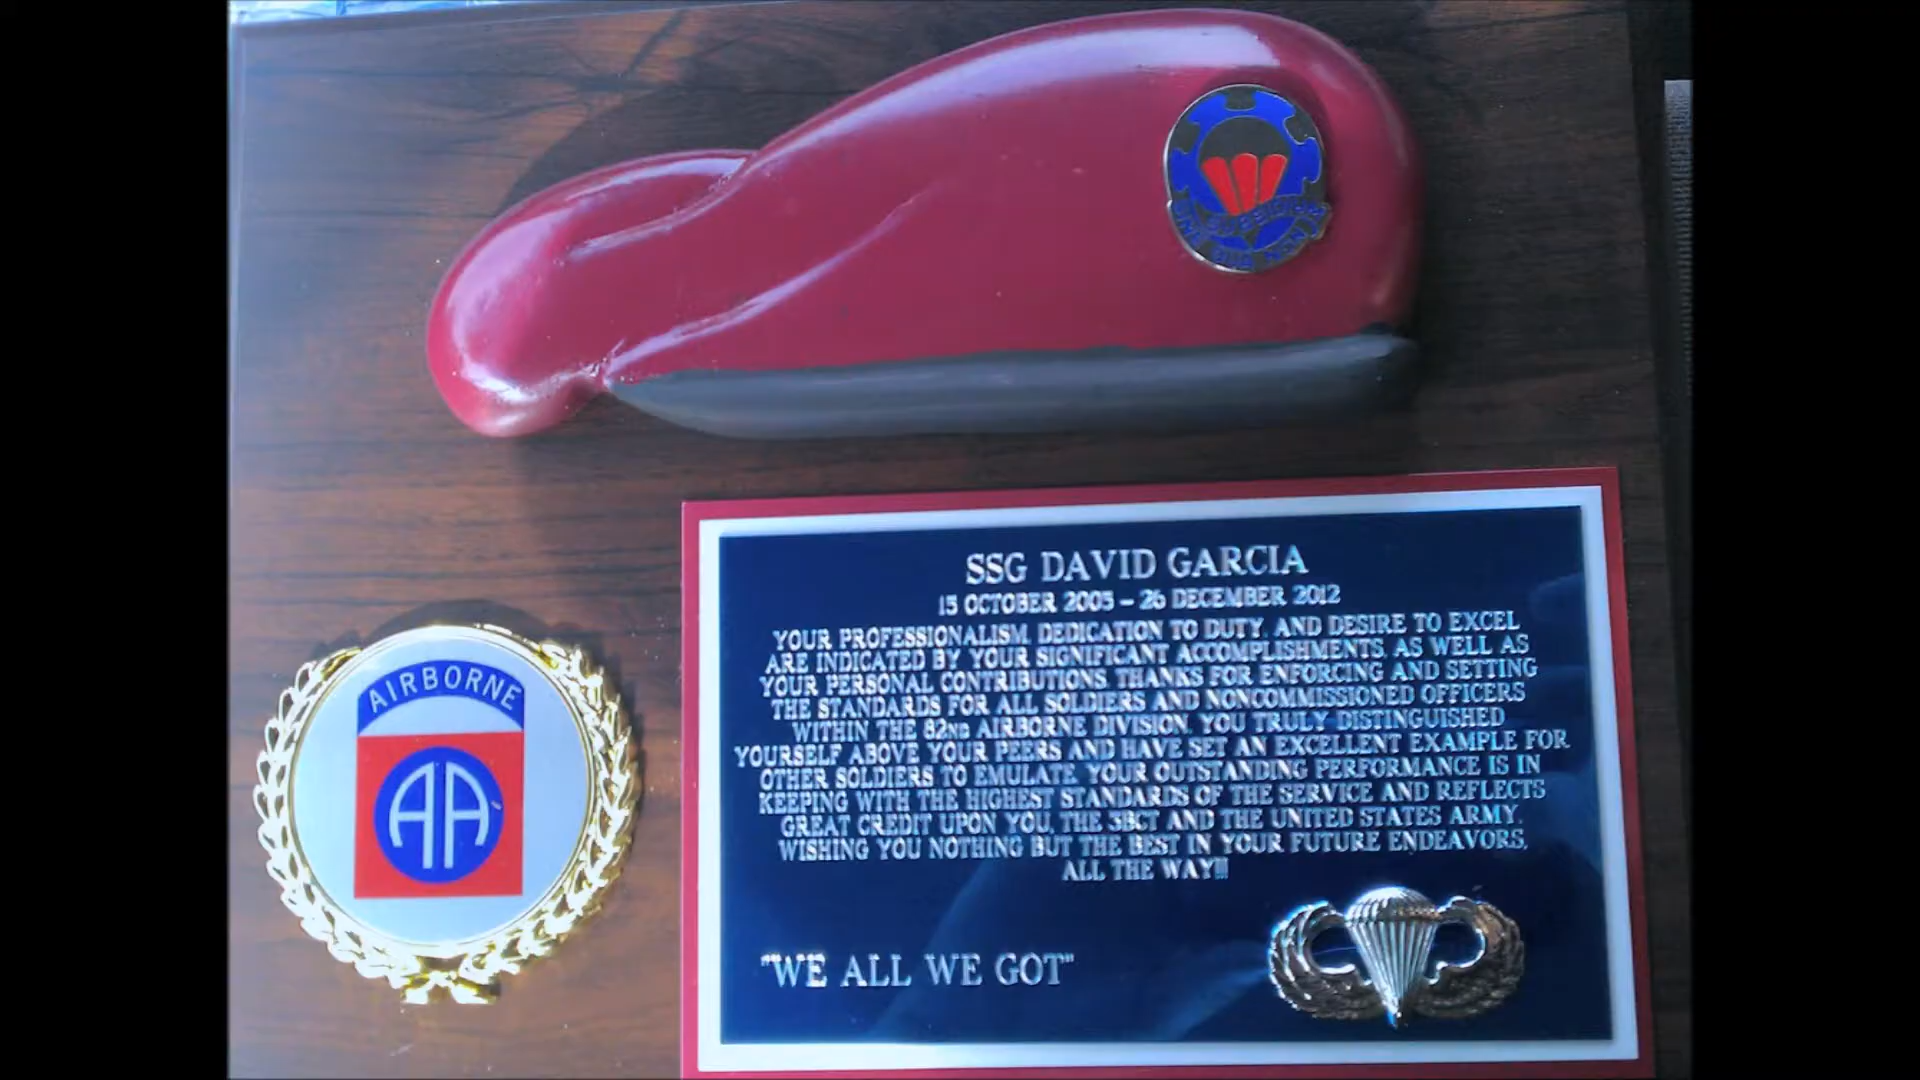 SUBSIDIUM
SINE QUA NON
SSG DAVID GARCIA
15 OCTOBER 2005 - 26 DECEMBER 2012
YOUR PROFESSIONALISM, DEDICATION TO DUTY, AND DESIRE TO EXCEL
ARE INDICATED BY YOUR SIGNIFICANT ACCOMPLISHMENTS, AS WELL AS
YOUR PERSONAL CONTRIBUTIONS. THANKS FOR ENFORCING AND SETTING
THE STANDARDS FOR ALL SOLDIERS AND NONCOMMISSIONED OFFICERS
WITHIN THE 82ND AIRBORNE DIVISION. YOU TRULY DISTINGUISHED
YOURSELF ABOVE YOUR PEERS AND HAVE SET AN EXCELLENT EXAMPLE FOR
OTHER SOLDIERS TO EMULATE. YOUR OUTSTANDING PERFORMANCE IS IN
KEEPING WITH THE HIGHEST STANDARDS OF THE SERVICE AND REFLECTS
GREAT CREDIT UPON YOU, THE 3BCT AND THE UNITED STATES ARMY.
WISHING YOU NOTHING BUT THE BEST IN YOUR FUTURE ENDEAVORS.
ALL THE WAY!!!
"WE ALL WE GOT"
AIRBORNE
AA